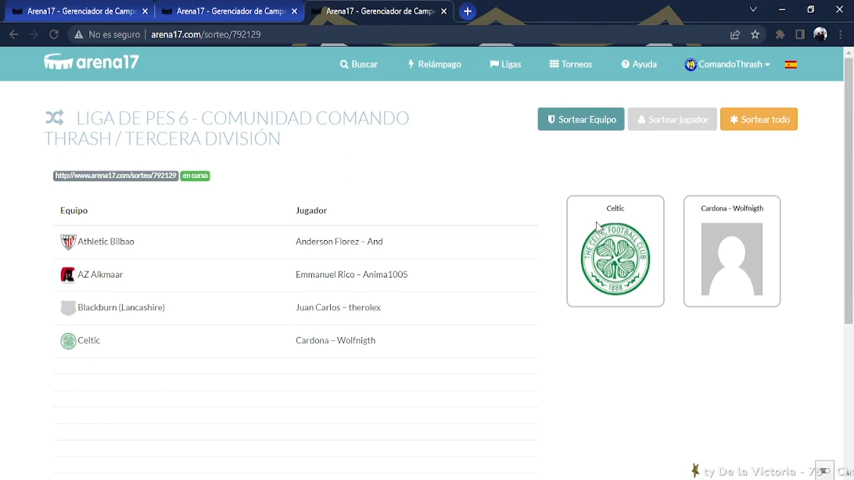 Arena17 - Gerenciador de Campe
Arena17 - Gerenciador de Campe
Arena17 - Gerenciador de Campe
No es seguro arena17.com/sorteo/792129
arena17
Buscar
Relámpago
Ligas
Torneos
Ayuda
ComandoThrash
LIGA DE PES 6 - COMUNIDAD COMANDO
THRASH / TERCERA DIVISIÓN
Sortear Equipo
Sortear jugador
Sortear todo
http://www.arena17.com/sorteo/792129 en curso
Equipo Jugador
Athletic Bilbao Anderson Florez – And
AZ Alkmaar Emmanuel Rico – Anima1005
Blackburn (Lancashire) Juan Carlos – therolex
Celtic Cardona – Wolfnigth
Celtic
THE CELTIC FOOTBALL CLUB
1888
Cardona – Wolfnigth
ty De la Victoria -